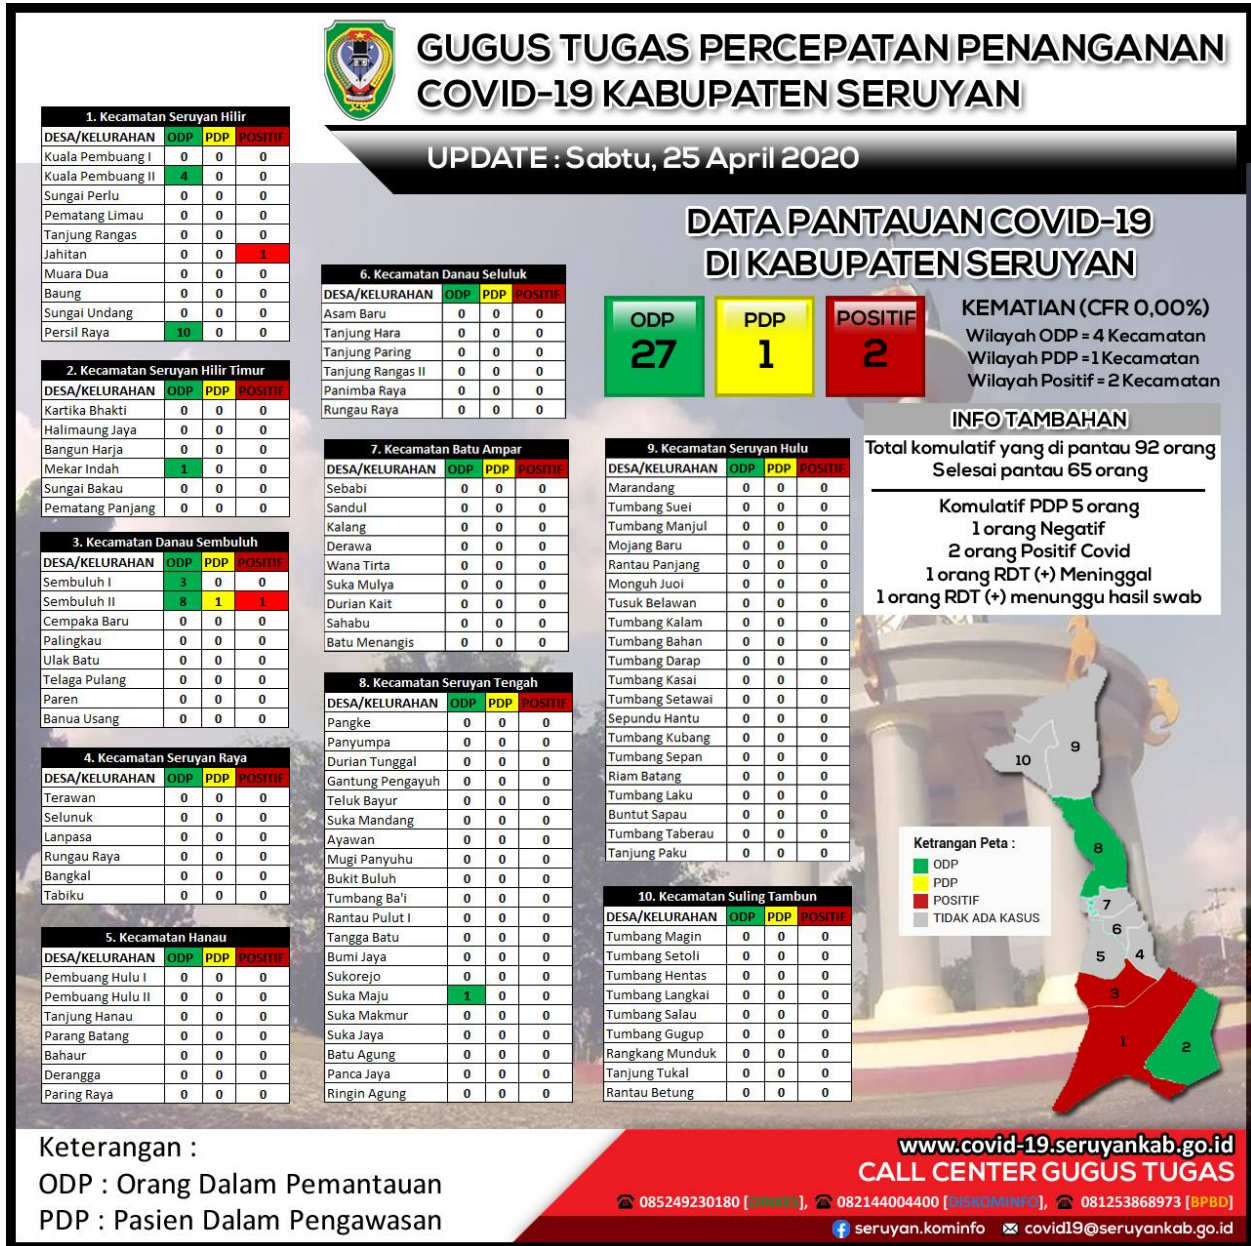 GUGUS TUGAS PERCEPATAN PENANGANAN
COVID-19 KABUPATEN SERUYAN
UPDATE : Sabtu, 25 April 2020
DATA PANTAUAN COVID-19
DI KABUPATEN SERUYAN
ODP
27
PDP
1
POSITIF
2
KEMATIAN (CFR 0,00%)
Wilayah ODP = 4 Kecamatan
Wilayah PDP =1 Kecamatan
Wilayah Positif = 2 Kecamatan
INFO TAMBAHAN
Total komulatif yang di pantau 92 orang
Selesai pantau 65 orang
Komulatif PDP 5 orang
1 orang Negatif
2 orang Positif Covid
1 orang RDT (+) Meninggal
1 orang RDT (+) menunggu hasil swab
1. Kecamatan Seruyan Hilir
DESA/KELURAHAN ODP PDP POSITIF
Kuala Pembuang I 0 0 0
Kuala Pembuang II 4 0 0
Sungai Perlu 0 0 0
Pematang Limau 0 0 0
Tanjung Rangas 0 0 0
Jahitan 0 0 1
Muara Dua 0 0 0
Baung 0 0 0
Sungai Undang 0 0 0
Persil Raya 10 0 0
2. Kecamatan Seruyan Hilir Timur
DESA/KELURAHAN ODP PDP POSITIF
Kartika Bhakti 0 0 0
Halimaung Jaya 0 0 0
Bangun Harja 0 0 0
Mekar Indah 1 0 0
Sungai Bakau 0 0 0
Pematang Panjang 0 0 0
3. Kecamatan Danau Sembuluh
DESA/KELURAHAN ODP PDP POSITIF
Sembuluh I 3 0 0
Sembuluh II 8 1 1
Cempaka Baru 0 0 0
Palingkau 0 0 0
Ulak Batu 0 0 0
Telaga Pulang 0 0 0
Paren 0 0 0
Banua Usang 0 0 0
4. Kecamatan Seruyan Raya
DESA/KELURAHAN ODP PDP POSITIF
Terawan 0 0 0
Selunuk 0 0 0
Lanpasa 0 0 0
Rungau Raya 0 0 0
Bangkal 0 0 0
Tabiku 0 0 0
5. Kecamatan Hanau
DESA/KELURAHAN ODP PDP POSITIF
Pembuang Hulu I 0 0 0
Pembuang Hulu II 0 0 0
Tanjung Hanau 0 0 0
Parang Batang 0 0 0
Bahaur 0 0 0
Derangga 0 0 0
Paring Raya 0 0 0
6. Kecamatan Danau Seluluk
DESA/KELURAHAN ODP PDP POSITIF
Asam Baru 0 0 0
Tanjung Hara 0 0 0
Tanjung Paring 0 0 0
Tanjung Rangas II 0 0 0
Panimba Raya 0 0 0
Rungau Raya 0 0 0
7. Kecamatan Batu Ampar
DESA/KELURAHAN ODP PDP POSITIF
Sebabi 0 0 0
Sandul 0 0 0
Kalang 0 0 0
Derawa 0 0 0
Wana Tirta 0 0 0
Suka Mulya 0 0 0
Durian Kait 0 0 0
Sahabu 0 0 0
Batu Menangis 0 0 0
8. Kecamatan Seruyan Tengah
DESA/KELURAHAN ODP PDP POSITIF
Pangke 0 0 0
Panyumpa 0 0 0
Durian Tunggal 0 0 0
Gantung Pengayuh 0 0 0
Teluk Bayur 0 0 0
Suka Mandang 0 0 0
Ayawan 0 0 0
Mugi Panyuhu 0 0 0
Bukit Buluh 0 0 0
Tumbang Ba'i 0 0 0
Rantau Pulut I 0 0 0
Tangga Batu 0 0 0
Bumi Jaya 0 0 0
Sukorejo 0 0 0
Suka Maju 1 0 0
Suka Makmur 0 0 0
Suka Jaya 0 0 0
Batu Agung 0 0 0
Panca Jaya 0 0 0
Ringin Agung 0 0 0
9. Kecamatan Seruyan Hulu
DESA/KELURAHAN ODP PDP POSITIF
Marandang 0 0 0
Tumbang Suei 0 0 0
Tumbang Manjul 0 0 0
Mojang Baru 0 0 0
Rantau Panjang 0 0 0
Monguh Juoi 0 0 0
Tusuk Belawan 0 0 0
Tumbang Kalam 0 0 0
Tumbang Bahan 0 0 0
Tumbang Darap 0 0 0
Tumbang Kasai 0 0 0
Tumbang Setawai 0 0 0
Sepundu Hantu 0 0 0
Tumbang Kubang 0 0 0
Tumbang Sepan 0 0 0
Riam Batang 0 0 0
Tumbang Laku 0 0 0
Buntut Sapau 0 0 0
Tumbang Taberau 0 0 0
Tanjung Paku 0 0 0
10. Kecamatan Suling Tambun
DESA/KELURAHAN ODP PDP POSITIF
Tumbang Magin 0 0 0
Tumbang Setoli 0 0 0
Tumbang Hentas 0 0 0
Tumbang Langkai 0 0 0
Tumbang Salau 0 0 0
Tumbang Gugup 0 0 0
Rangkang Munduk 0 0 0
Tanjung Tukal 0 0 0
Rantau Betung 0 0 0
Ketrangan Peta :
ODP
PDP
POSITIF
TIDAK ADA KASUS
9
10
8
7
6
5 4
3
1
2
Keterangan :
ODP : Orang Dalam Pemantauan
PDP : Pasien Dalam Pengawasan
www.covid-19.seruyankab.go.id
CALL CENTER GUGUS TUGAS
085249230180 [DINKES], 082144004400 [DISKOMINFO], 081253868973 [BPBD]
seruyan.kominfo covid19@seruyankab.go.id